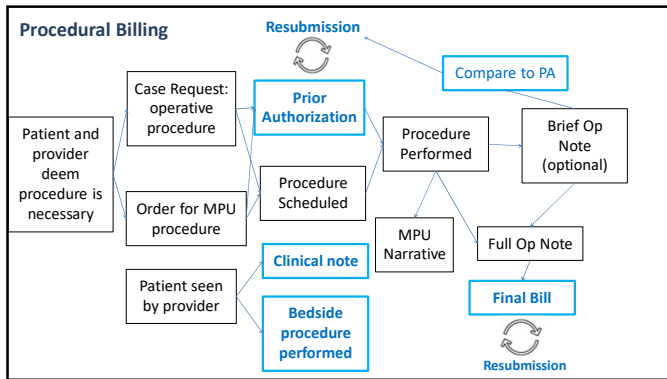 Procedural Billing
Resubmission
Compare to PA
Case Request:
operative
procedure
Prior
Authorization
Patient and
provider
deem
procedure is
necessary
Procedure
Performed
Brief Op
Note
(optional)
Order for MPU
procedure
Procedure
Scheduled
MPU
Narrative
Full Op Note
Patient seen
by provider
Clinical note
Bedside
procedure
performed
Final Bill
Resubmission